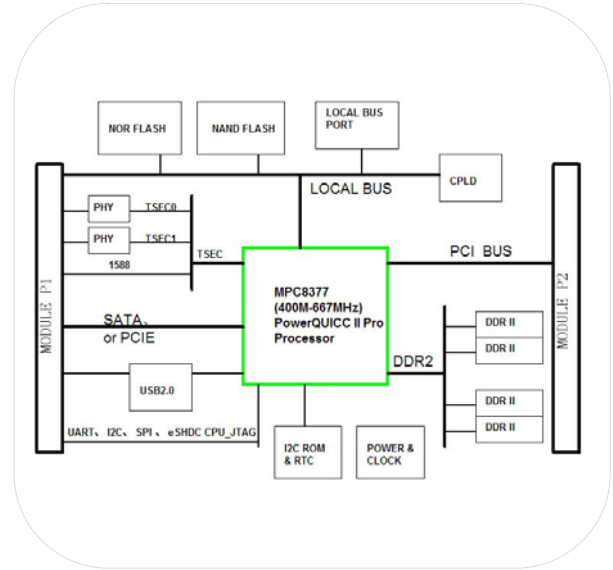 NOR FLASH
NAND FLASH
LOCAL BUS
PORT
CPLD
LOCAL BUS
MODULE P1
PHY
TSEC0
PHY
TSEC1
1588
TSEC
PCI BUS
MODULE P2
MPC8377
(400M-667MHz)
PowerQUICC II Pro
Processor
SATA、
or PCIE
USB2.0
DDR2
DDR II
DDR II
DDR II
DDR II
UART、 I2C、 SPI 、 eSHDC CPU_JTAG
I2C ROM
& RTC
POWER &
CLOCK